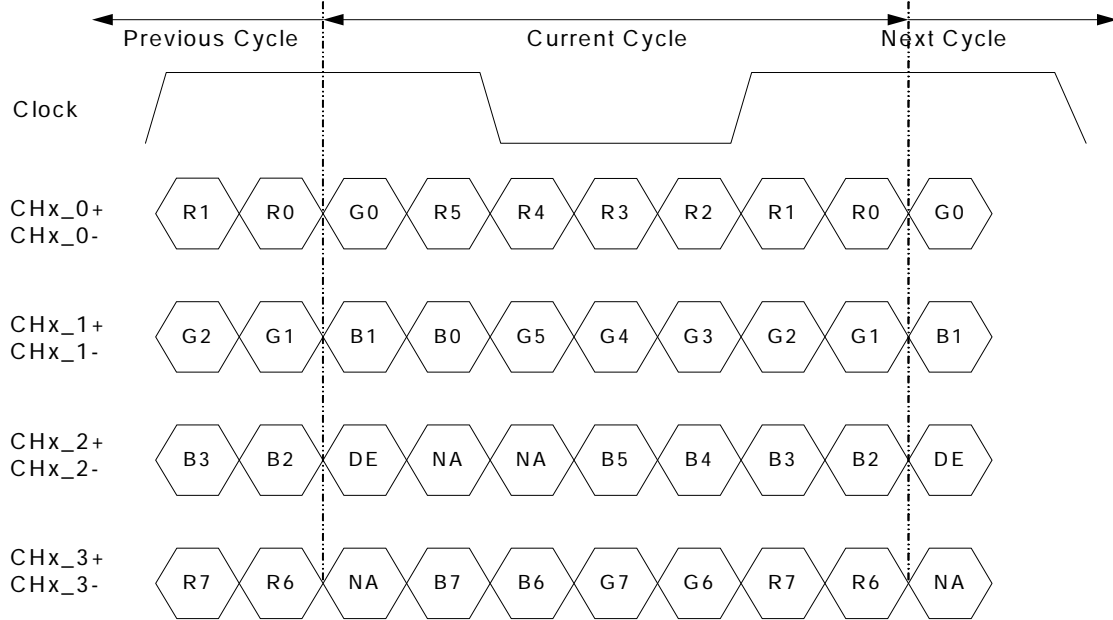 Previous Cycle Current Cycle Next Cycle
Clock
CHx_0+ R1 R0 G0 R5 R4 R3 R2 R1 R0 G0
CHx_0-
CHx_1+ G2 G1 B1 B0 G5 G4 G3 G2 G1 B1
CHx_1-
CHx_2+ B3 B2 DE NA NA B5 B4 B3 B2 DE
CHx_2-
CHx_3+ R7 R6 NA B7 B6 G7 G6 R7 R6 NA
CHx_3-